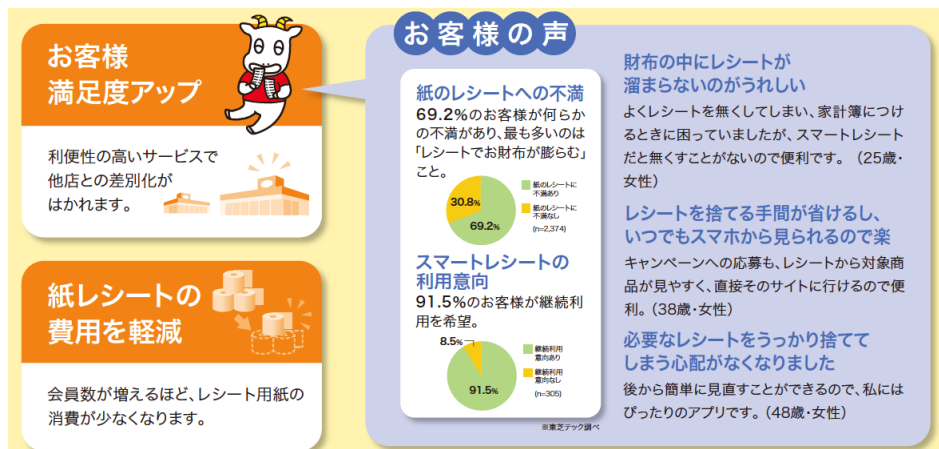 お客様
満足度アップ
利便性の高いサービスで
他店との差別化が
はかれます。
紙レシートの
費用を軽減
会員数が増えるほど、レシート用紙の
消費が少なくなります。
お客様の声
紙のレシートへの不満
69.2%のお客様が何らか
の不満があり、最も多いのは
「レシートでお財布が膨らむ」
こと。
30.8%
69.2%
紙のレシートに
不満あり
紙のレシートに
不満なし
(n=2,374)
スマートレシートの
利用意向
91.5%のお客様が継続利
用を希望。
8.5%
91.5%
継続利用
意向あり
継続利用
意向なし
(n=305)
※東芝テック調べ
財布の中にレシートが
溜まらないのがうれしい
よくレシートを無くしてしまい、家計簿につけ
るときに困っていましたが、スマートレシート
だと無くすことがないので便利です。（25歳・
女性）
レシートを捨てる手間が省けるし、
いつでもスマホから見られるので楽
キャンペーンへの応募も、レシートから対象商
品が見やすく、直接そのサイトに行けるので便
利。（38歳・女性）
必要なレシートをうっかり捨てて
しまう心配がなくなりました
後から簡単に見直すことができるので、私には
ぴったりのアプリです。（48歳・女性）